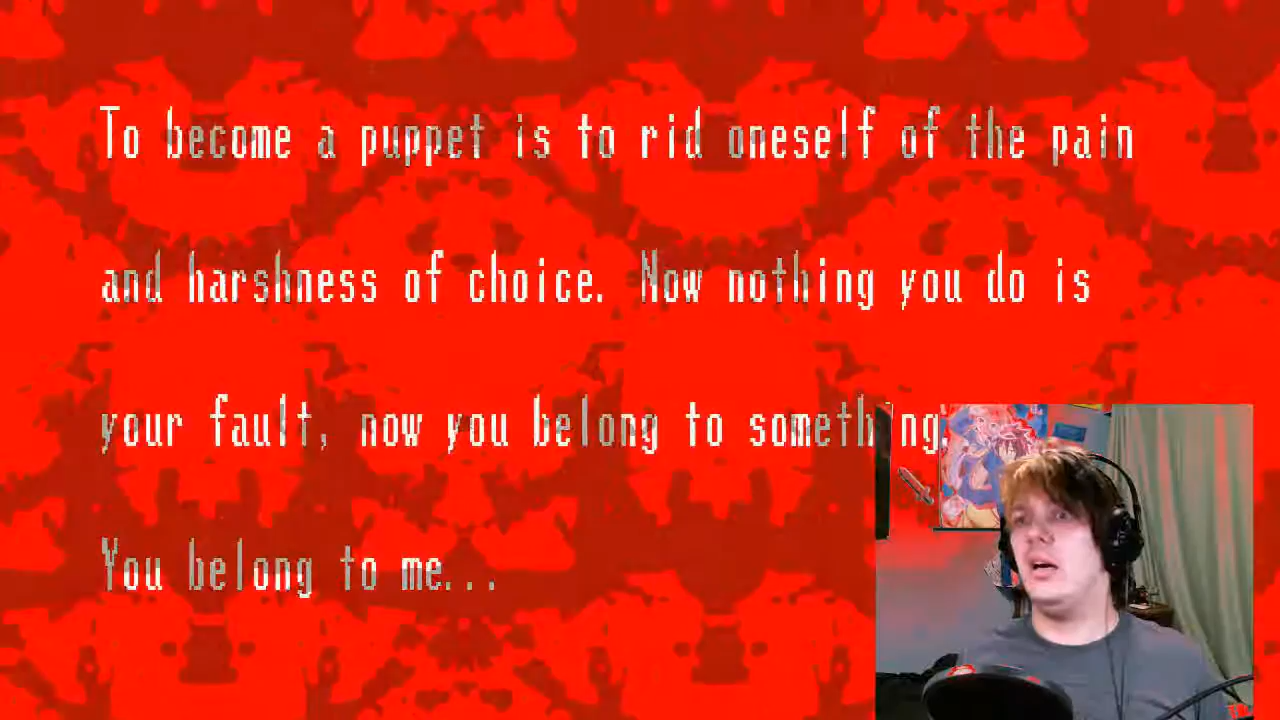 To become a puppet is to rid oneself of the pain
and harshness of choice. Now nothing you do is
your fault, now you belong to something.
You belong to me...